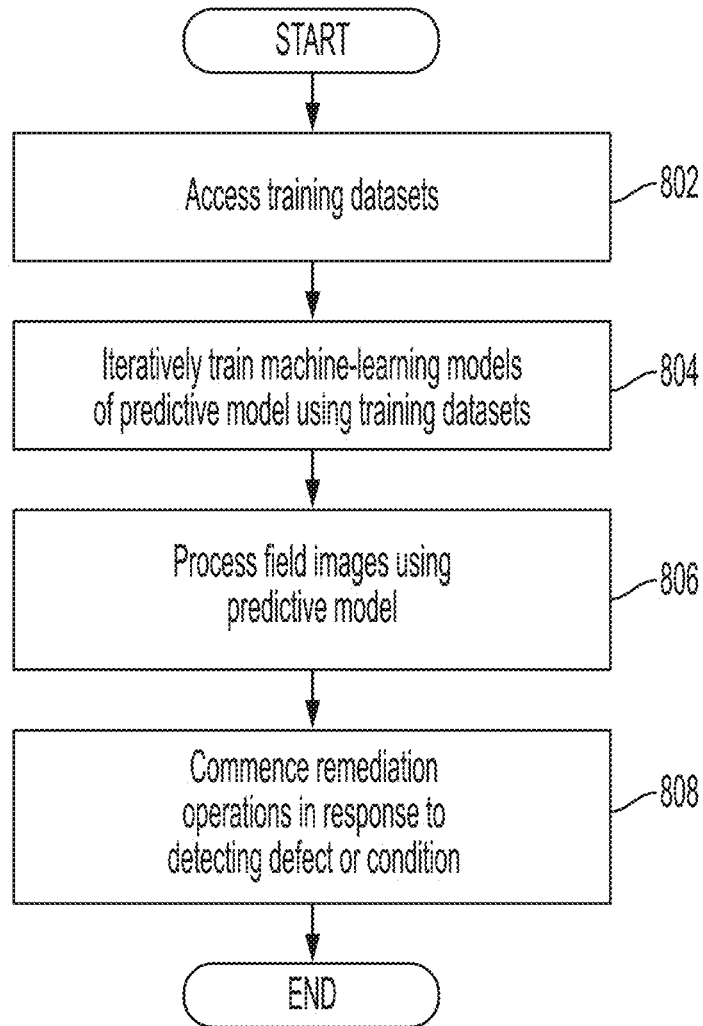 START
Access training datasets
802
Iteratively train machine-learning models
of predictive model using training datasets
804
Process field images using
predictive model
806
Commence remediation
operations in response to
detecting defect or condition
808
END